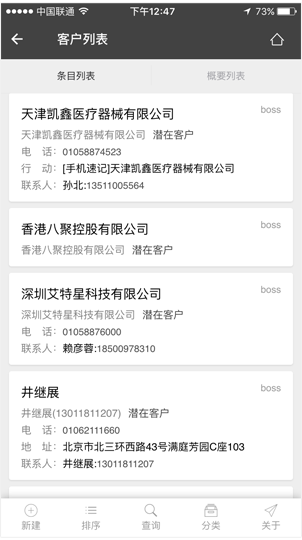 中国联通 下午12:47 73%
客户列表
条目列表 概要列表
天津凯鑫医疗器械有限公司 boss
天津凯鑫医疗器械有限公司 潜在客户
电 话：01058874523
行 动：[手机速记]天津凯鑫医疗器械有限公司
联系人：孙北:13511005564
香港八聚控股有限公司 boss
香港八聚控股有限公司 潜在客户
深圳艾特星科技有限公司 boss
深圳艾特星科技有限公司 潜在客户
电 话：01058876000
联系人：赖彦蓉:18500978310
井继展 boss
井继展(13011811207) 潜在客户
电 话：01062111060
地 址：北京市北三环西路43号满庭芳园C座103
联系人：井继展:13011811207
新建 排序 查询 分类 关于